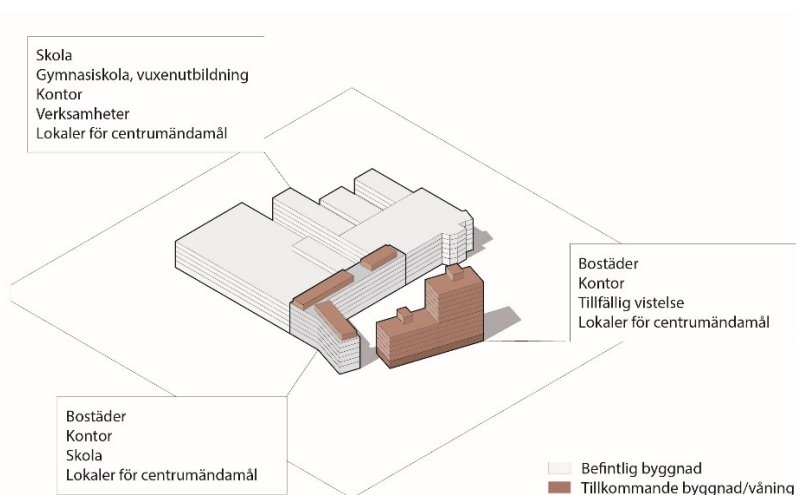 Skola
Gymnasiskola, vuxenutbildning
Kontor
Verksamheter
Lokaler för centrumändamål
Bostäder
Kontor
Tillfällig vistelse
Lokaler för centrumändamål
Bostäder
Kontor
Skola
Lokaler för centrumändamål
Befintlig byggnad
Tillkommande byggnad/våning